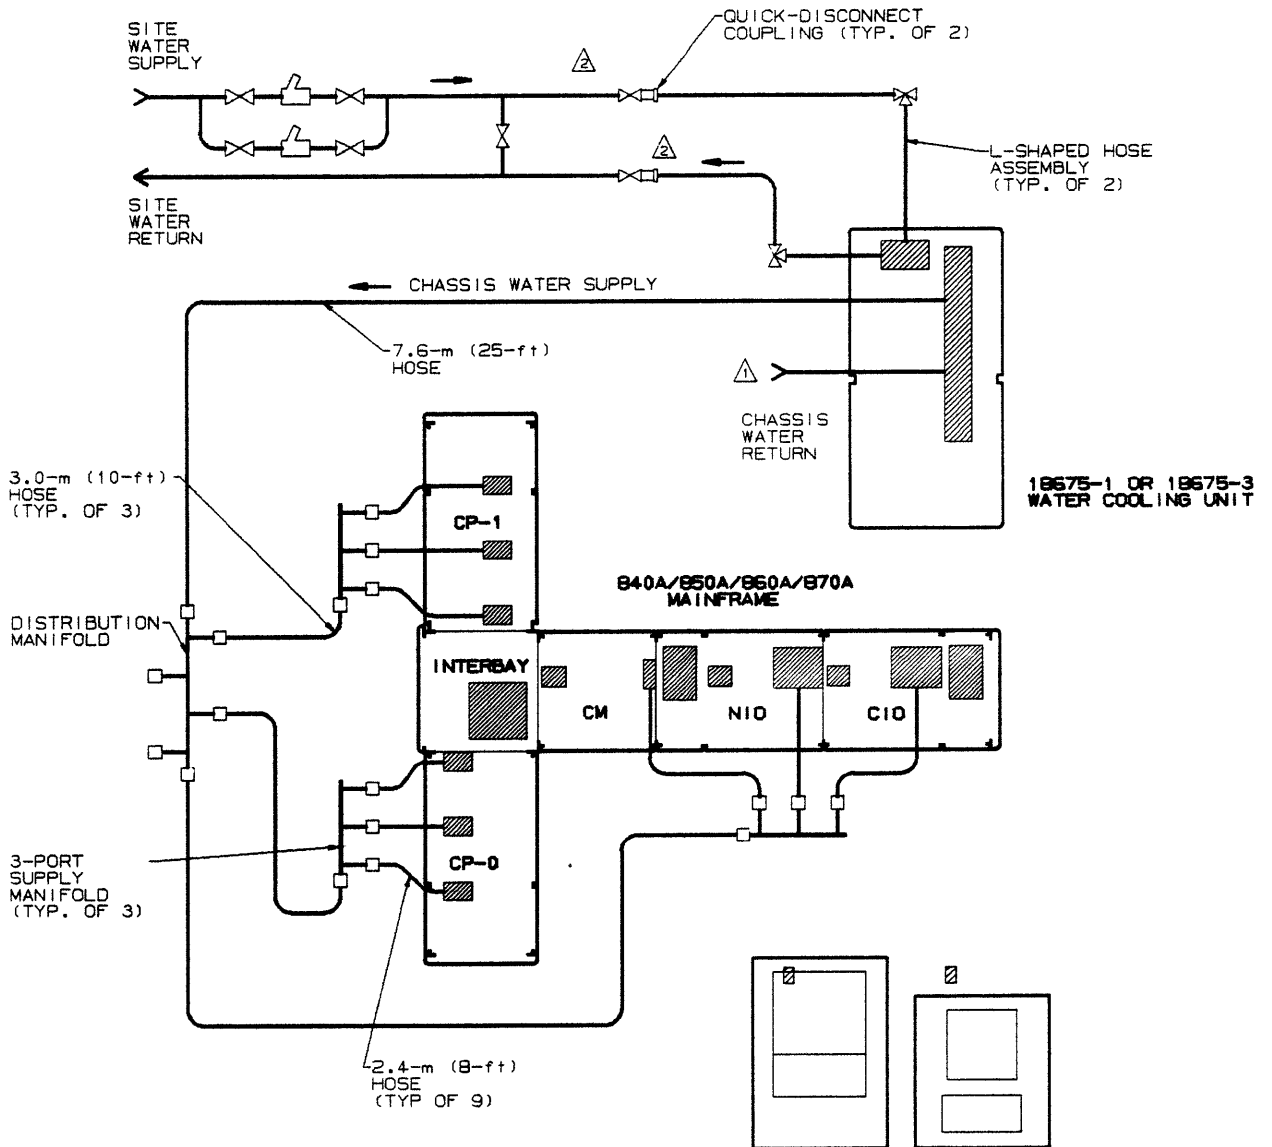 SITE
WATER
SUPPLY
QUICK-DISCONNECT
COUPLING (TYP. OF 2)
2
2
L-SHAPED HOSE
ASSEMBLY
(TYP. OF 2)
SITE
WATER
RETURN
CHASSIS WATER SUPPLY
7.6-m (25-ft)
HOSE
1
CHASSIS
WATER
RETURN
18675-1 OR 18675-3
WATER COOLING UNIT
3.0-m (10-ft)
HOSE
(TYP. OF 3)
CP-1
840A/850A/860A/870A
MAINFRAME
DISTRIBUTION
MANIFOLD
INTERBAY
CM
NIO
CIO
3-PORT
SUPPLY
MANIFOLD
(TYP. OF 3)
CP-0
2.4-m (8-ft)
HOSE
(TYP OF 9)